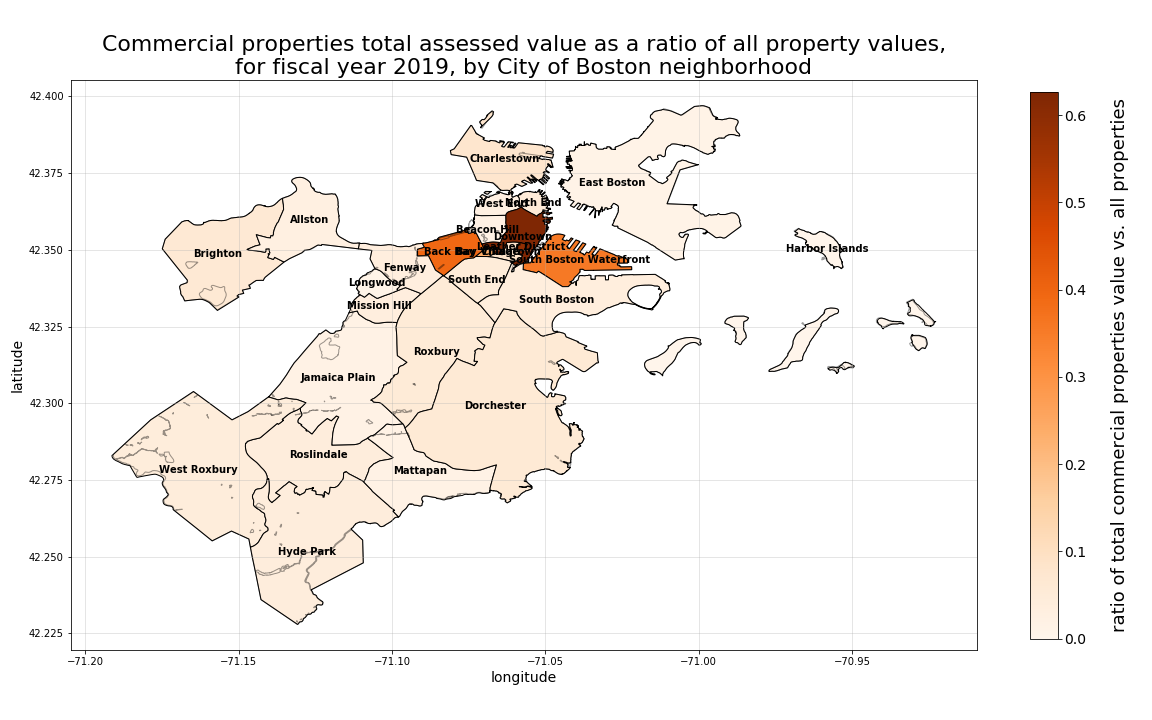 Commercial properties total assessed value as a ratio of all property values,
for fiscal year 2019, by City of Boston neighborhood
42.400
42.375
42.350
42.325
42.300
42.275
42.250
42.225
latitude
−71.20
−71.15
−71.10
−71.05
−71.00
−70.95
longitude
Charlestown
East Boston
West End
North End
Allston
Beacon Hill
Downtown
Brighton
Leather District
Harbor Islands
Back Bay
South Boston Waterfront
Fenway
Longwood
South End
South Boston
Mission Hill
Roxbury
Jamaica Plain
Dorchester
Roslindale
West Roxbury
Mattapan
Hyde Park
0.6
0.5
0.4
0.3
0.2
0.1
0.0
ratio of total commercial properties value vs. all properties